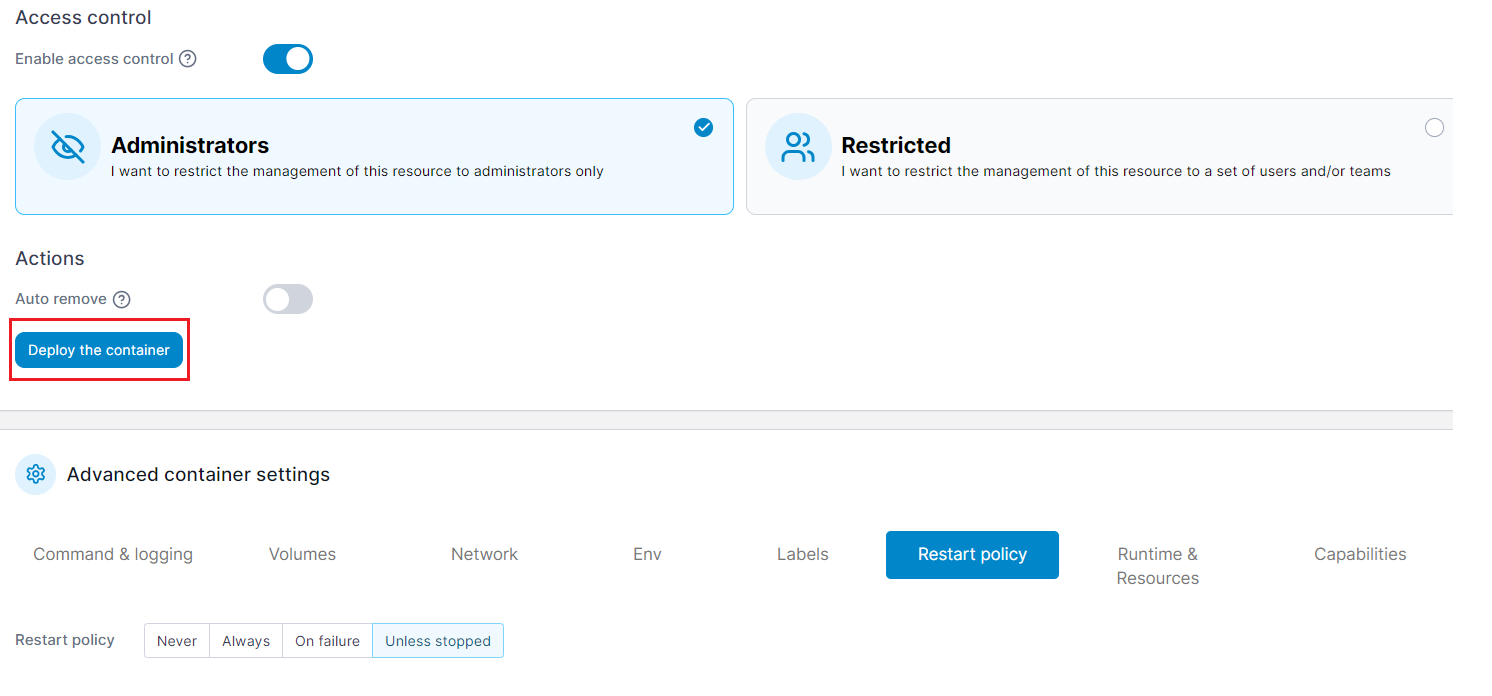 Access control
Enable access control
Administrators
I want to restrict the management of this resource to administrators only
Restricted
I want to restrict the management of this resource to a set of users and/or teams
Actions
Auto remove
Deploy the container
Advanced container settings
Command & logging
Volumes
Network
Env
Labels
Restart policy
Runtime &
Resources
Capabilities
Restart policy
Never
Always
On failure
Unless stopped